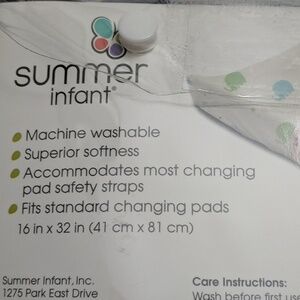 summer
infant®
Machine washable
Superior softness
Accommodates most changing
pad safety straps
Fits standard changing pads
16 in x 32 in (41 cm x 81 cm)
Summer Infant, Inc.
1275 Park East Drive
Care Instructions:
Wash before first use